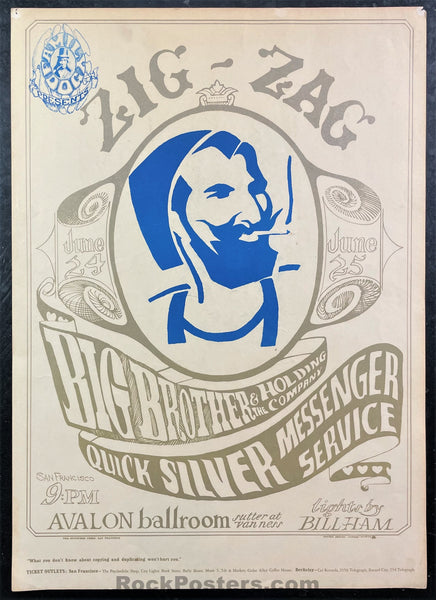 FAMILY DOG
PRESENTS
ZIG-ZAG
June 24
June 25
BIG BROTHER & THE HOLDING COMPANY
QUICK SILVER MESSENGER SERVICE
SAN FRANCISCO
9:PM
AVALON ballroom sutter at van ness
lights by
BILL HAM
"What you don't know about copying and duplicating won't hurt you."
TICKET OUTLETS: San Francisco
Berkeley
RockPosters.com